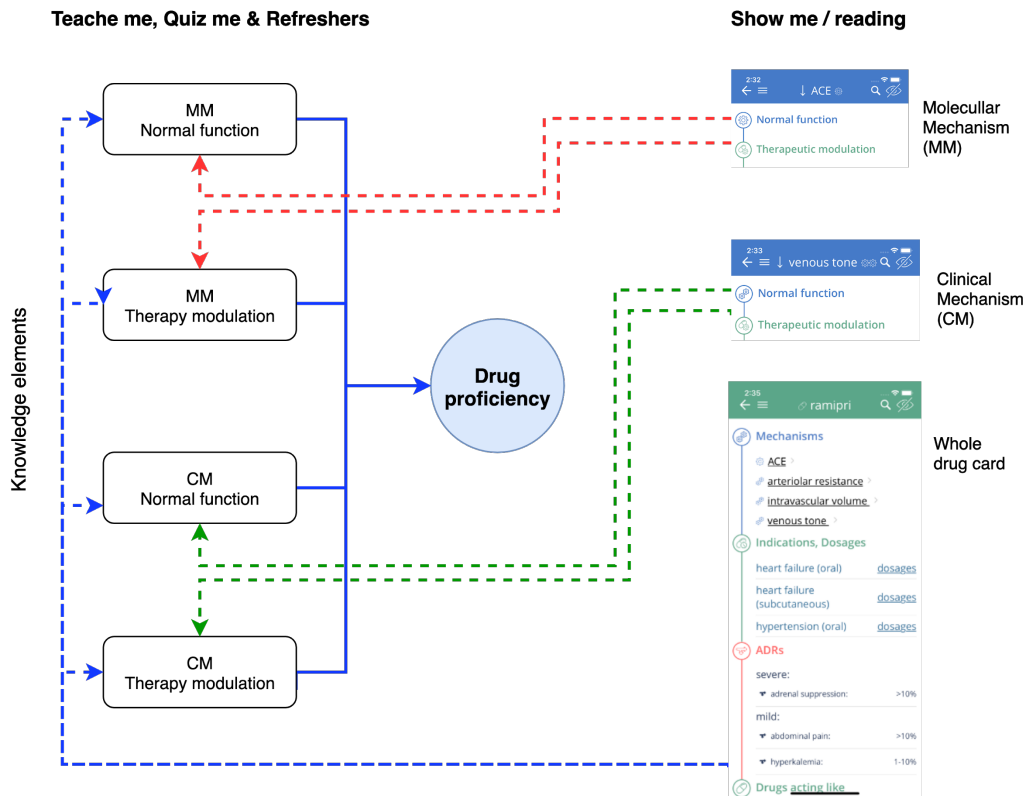 Teache me, Quiz me & Refreshers
Show me / reading
MM
Normal function
MM
Therapy modulation
CM
Normal function
CM
Therapy modulation
Knowledge elements
Drug
proficiency
2:32
↓ ACE
Normal function
Therapeutic modulation
Molecullar
Mechanism
(MM)
2:33
↓ venous tone
Normal function
Therapeutic modulation
Clinical
Mechanism
(CM)
2:35
ramipri
Mechanisms
ACE
arteriolar resistance
intravascular volume
venous tone
Indications, Dosages
heart failure (oral) dosages
heart failure
(subcutaneous) dosages
hypertension (oral) dosages
ADRs
severe:
adrenal suppression: >10%
mild:
abdominal pain: >10%
hyperkalemia: 1-10%
Drugs acting like
Whole
drug card